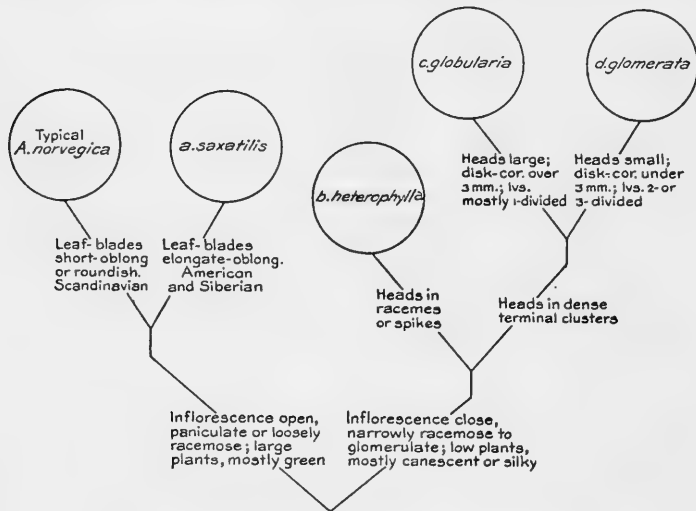 c.globularia
d.glomerata
Typical
A.norvegica
a.saxatilis
b.heterophylla
Heads large;
disk-cor. over
3 mm.; lvs.
mostly 1-divided
Heads small;
disk-cor. under
3 mm.; lvs. 2-or
3-divided
Leaf-blades
short-oblong
or roundish.
Scandinavian
Leaf-blades
elongate-oblong.
American
and Siberian
Heads in
racemes
or spikes
Heads in dense
terminal clusters
Inflorescence open,
paniculate or loosely
racemose; large
plants, mostly green
Inflorescence close,
narrowly racemose to
glomerulate; low plants,
mostly canescent or silky